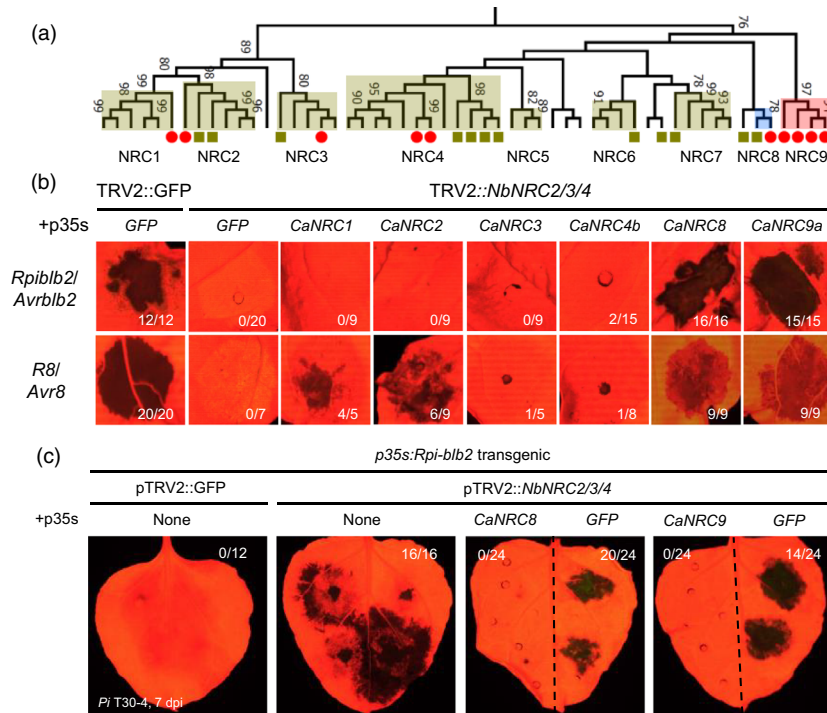 (a)
76
89
80
99
98
99
99
98
99
96
80
95
90
99
98
82
89
91
78
99
93
78
97
NRC1 NRC2 NRC3 NRC4 NRC5 NRC6 NRC7 NRC8 NRC9
(b)
TRV2::GFP TRV2::NbNRC2/3/4
+p35s GFP GFP CaNRC1 CaNRC2 CaNRC3 CaNRC4b CaNRC8 CaNRC9a
Rpiblb2/
Avrblb2
12/12 0/20 0/9 0/9 0/9 2/15 16/16 15/15
R8/
Avr8
20/20 0/7 4/5 6/9 1/5 1/8 9/9 9/9
(c)
p35s:Rpi-blb2 transgenic
pTRV2::GFP pTRV2::NbNRC2/3/4
+p35s None None CaNRC8 GFP CaNRC9 GFP
0/12 16/16 0/24 20/24 0/24 14/24
Pi T30-4, 7 dpi